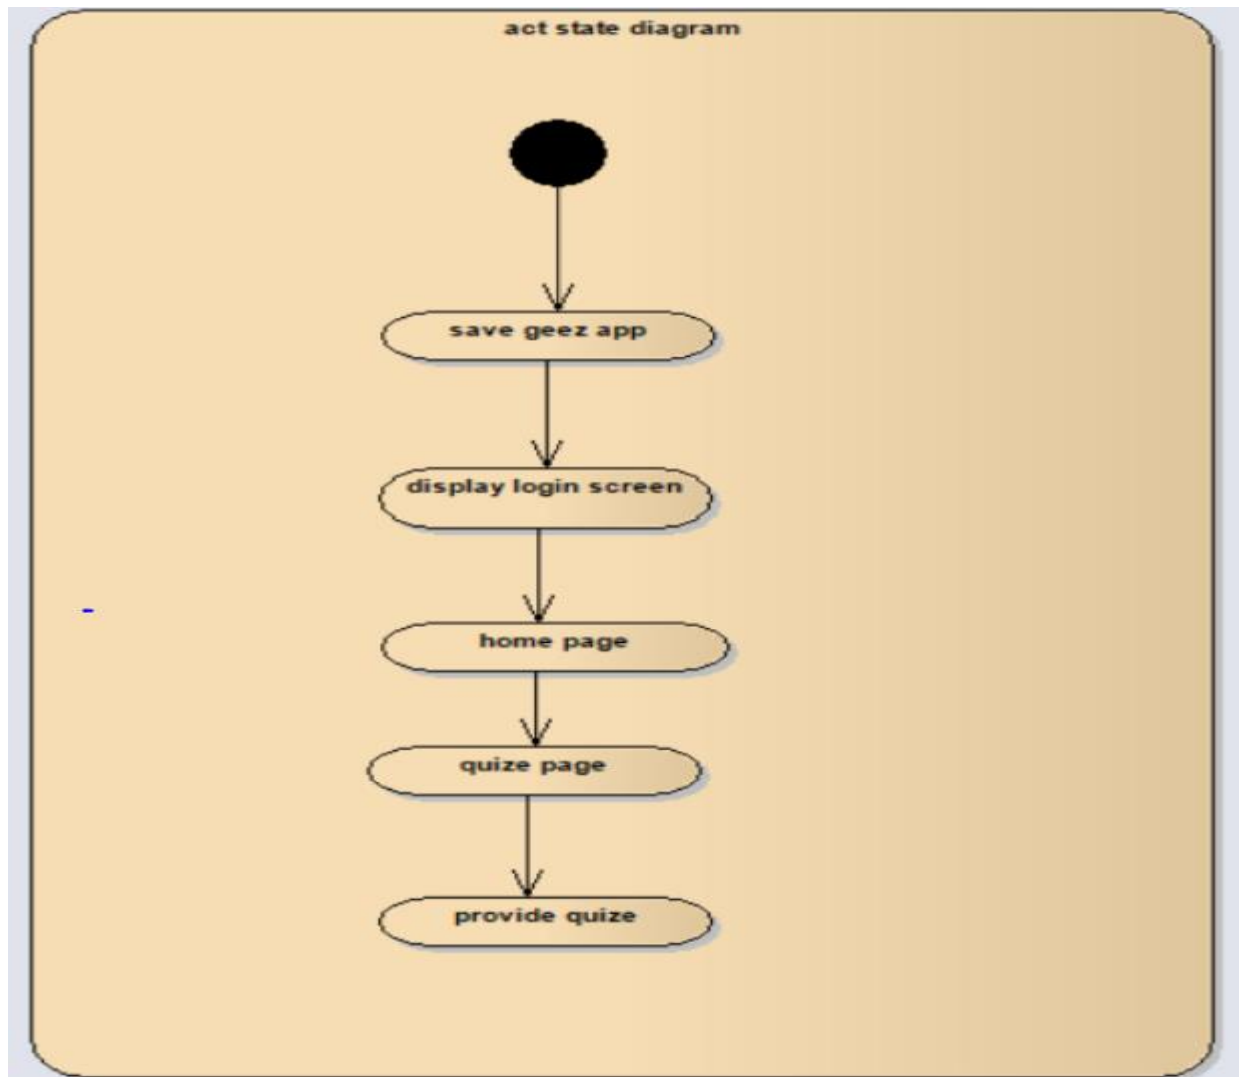 act state diagram
save geez app
display login screen
home page
quize page
provide quize